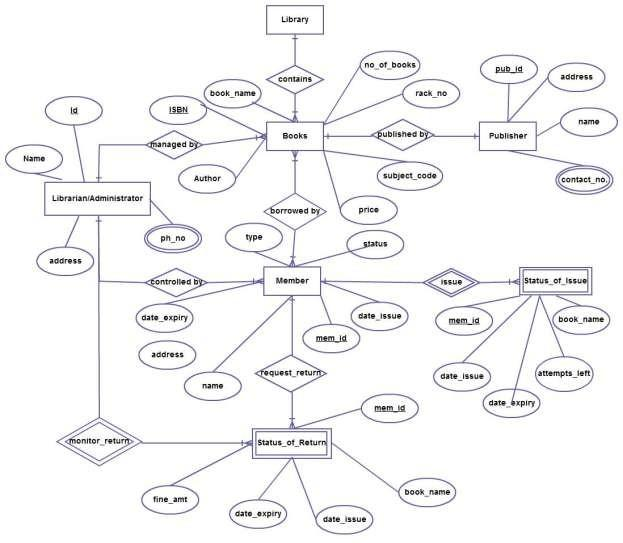 Library
contains
no_of_books
book_name
rack_no
ISBN
pub_id
address
name
managed by
Books
published by
Publisher
Id
Name
Author
subject_code
contact_no.
Librarian/Administrator
borrowed by
price
ph_no
type
status
address
controlled by
Member
issue
Status_of_Issue
date_expiry
date_issue
mem_id
mem_id
book_name
address
name
request_return
date_issue
attempts_left
date_expiry
mem_id
monitor_return
Status_of_Return
fine_amt
date_expiry
date_issue
book_name